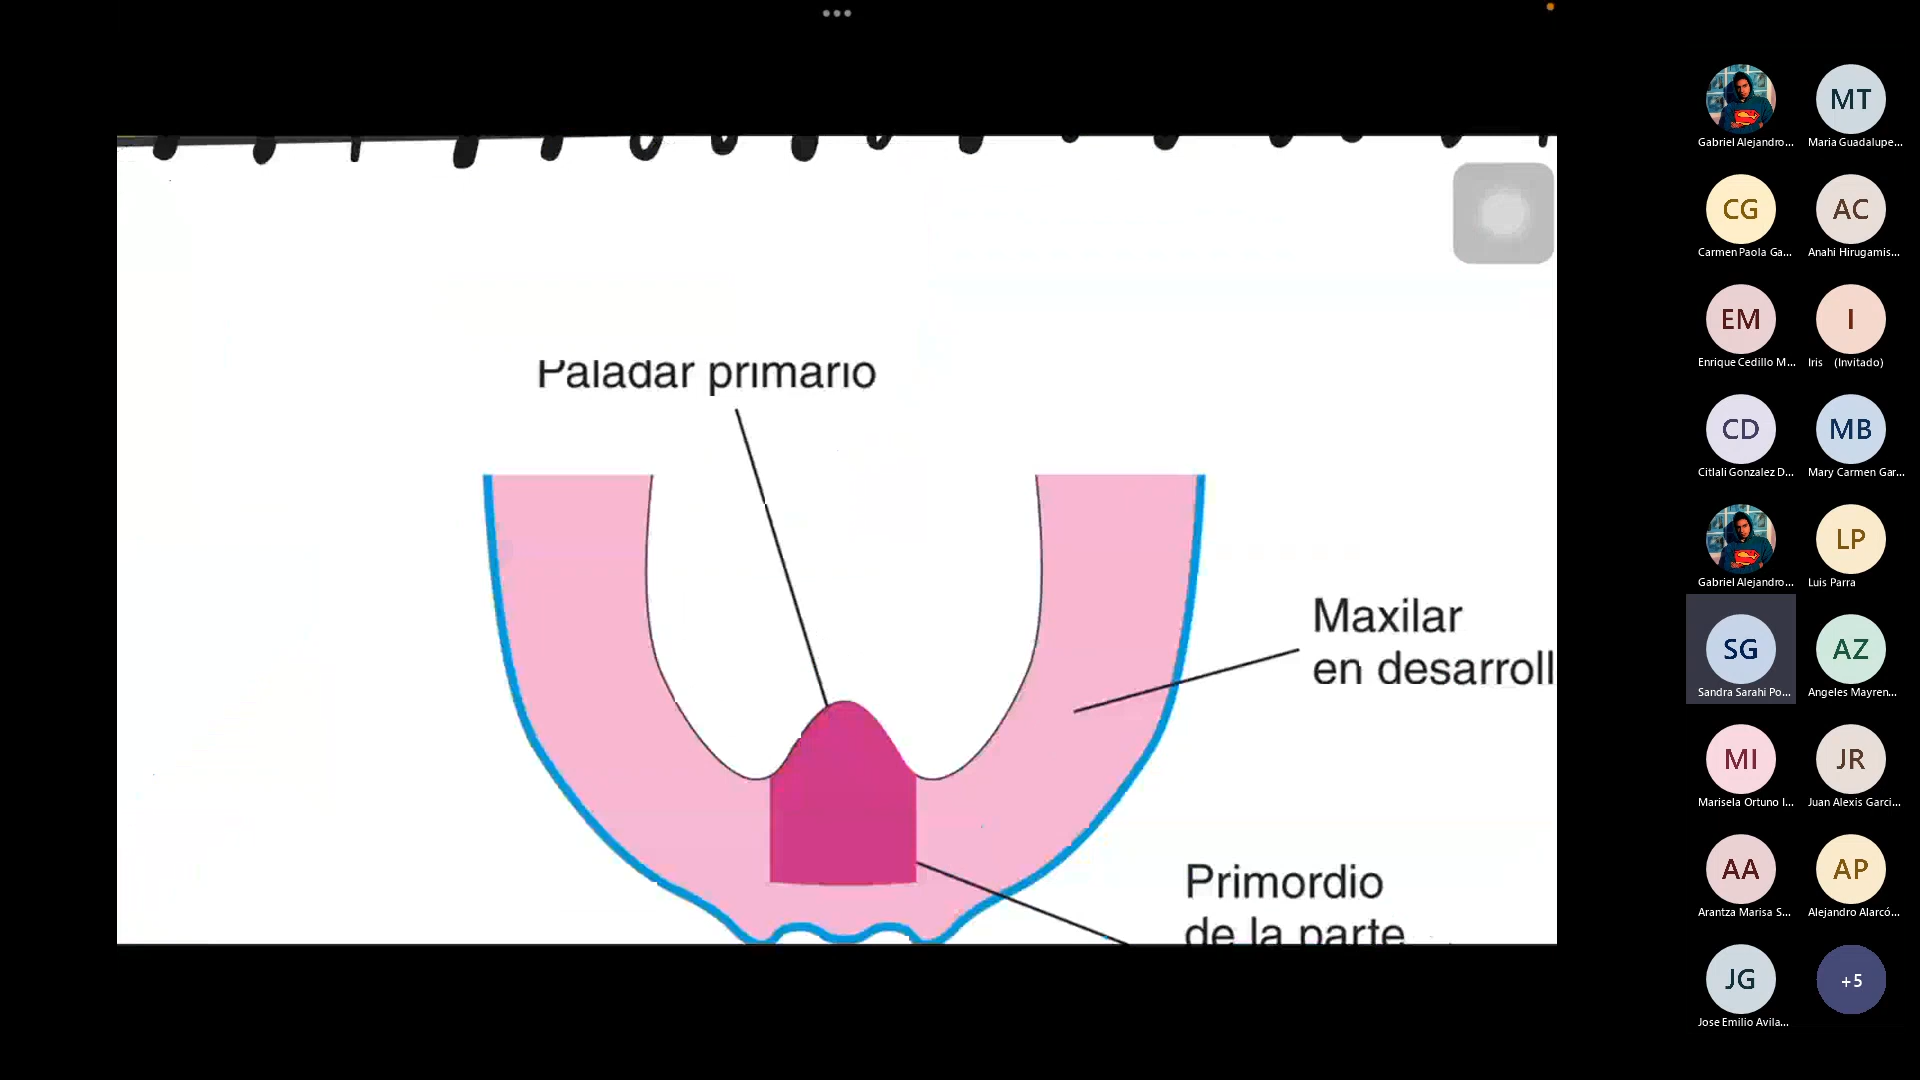 Paladar primario
Maxilar
en desarroll
Primordio
de la parte
MT
Gabriel Alejandro...
Maria Guadalupe...
CG
AC
Carmen Paola Ga...
Anahi Hirugamis...
EM
I
Enrique Cedillo M...
Iris (Invitado)
CD
MB
Citlali Gonzalez D...
Mary Carmen Gar...
LP
Gabriel Alejandro...
Luis Parra
SG
AZ
Sandra Sarahi Po...
Angeles Mayren...
MI
JR
Marisela Ortuno I...
Juan Alexis Garci...
AA
AP
Arantza Marisa S...
Alejandro Alarcó...
JG
+5
Jose Emilio Avila...